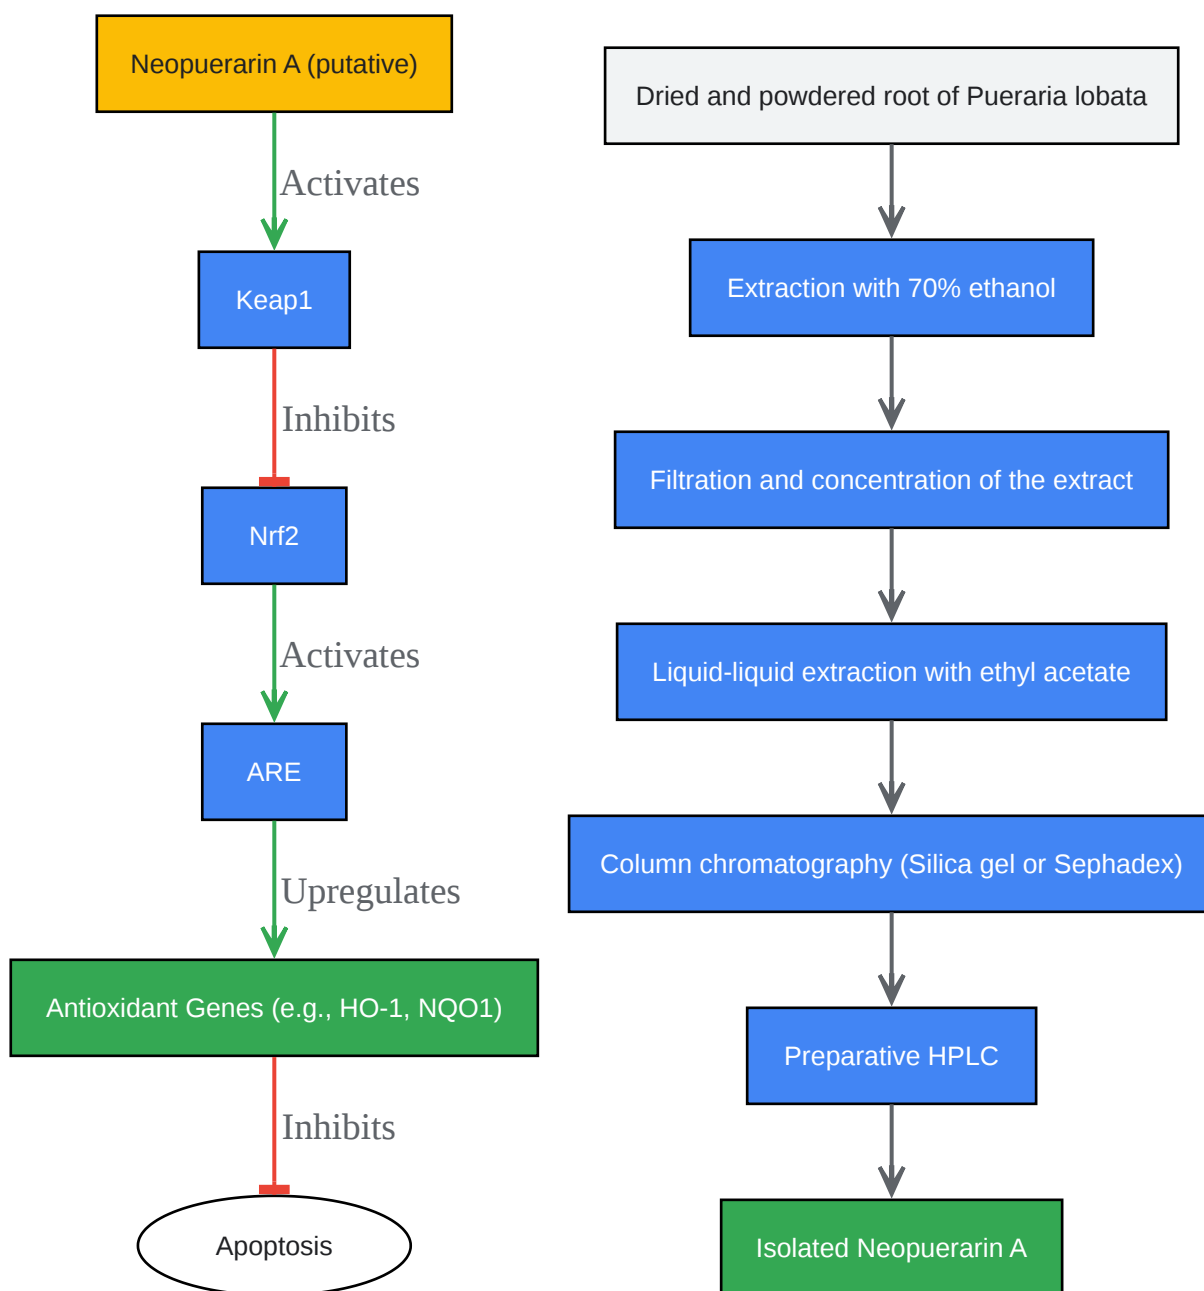 Neopuerarin A (putative)
Activates
Keap1
Inhibits
Nrf2
Activates
ARE
Upregulates
Antioxidant Genes (e.g., HO-1, NQO1)
Inhibits
Apoptosis
Dried and powdered root of Pueraria lobata
Extraction with 70% ethanol
Filtration and concentration of the extract
Liquid-liquid extraction with ethyl acetate
Column chromatography (Silica gel or Sephadex)
Preparative HPLC
Isolated Neopuerarin A